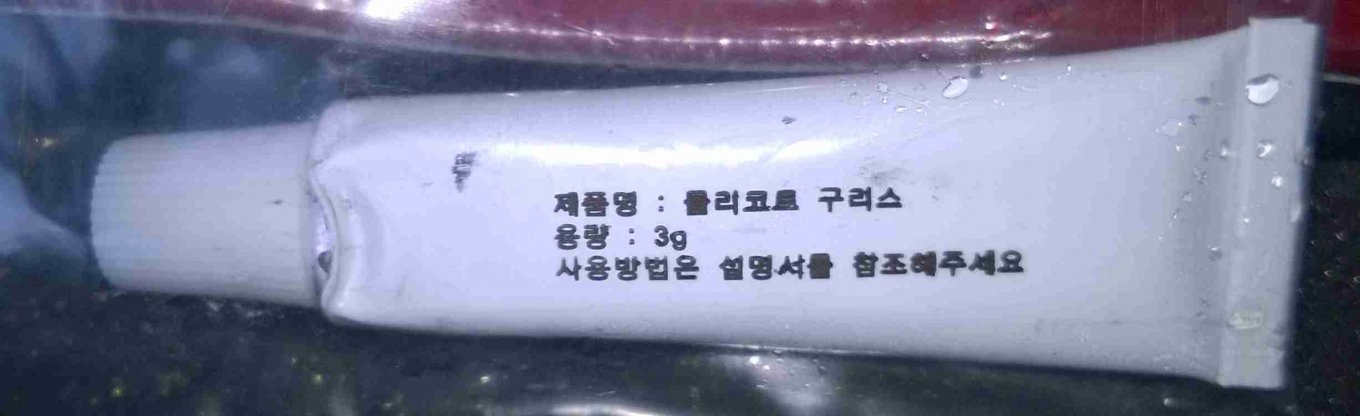 제품명 : 몰리코트 구리스
용량 : 3g
사용방법은 설명서를 참조해주세요